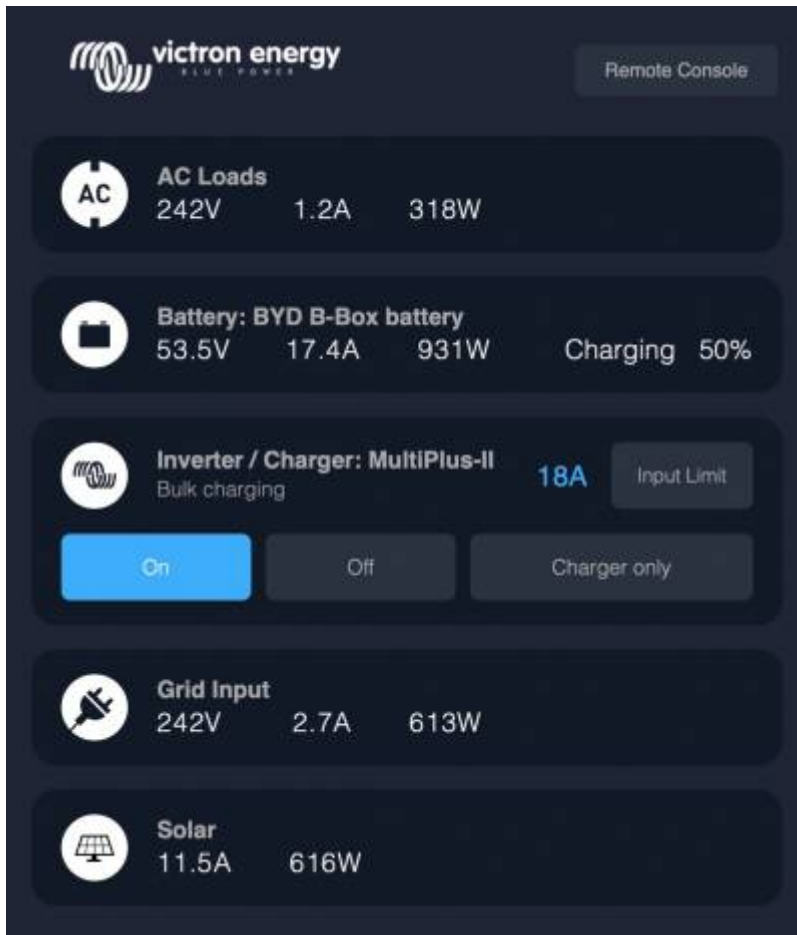 victron energy
BLUE POWER
Remote Console
AC
AC Loads
242V 1.2A 318W
Battery: BYD B-Box battery
53.5V 17.4A 931W Charging 50%
Inverter / Charger: MultiPlus-II
Bulk charging
18A Input Limit
On Off Charger only
Grid Input
242V 2.7A 613W
Solar
11.5A 616W